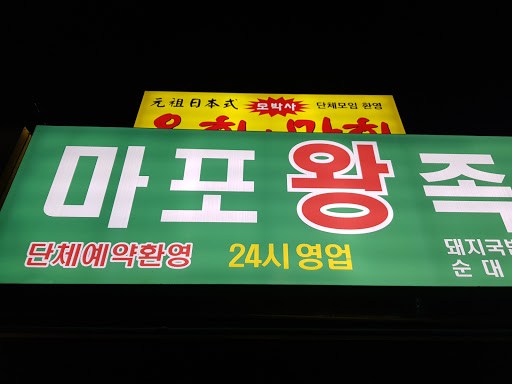 元祖日本式 로박사 단체모임 환영
마포왕족
단체예약환영 24시영업
돼지국밥
순대